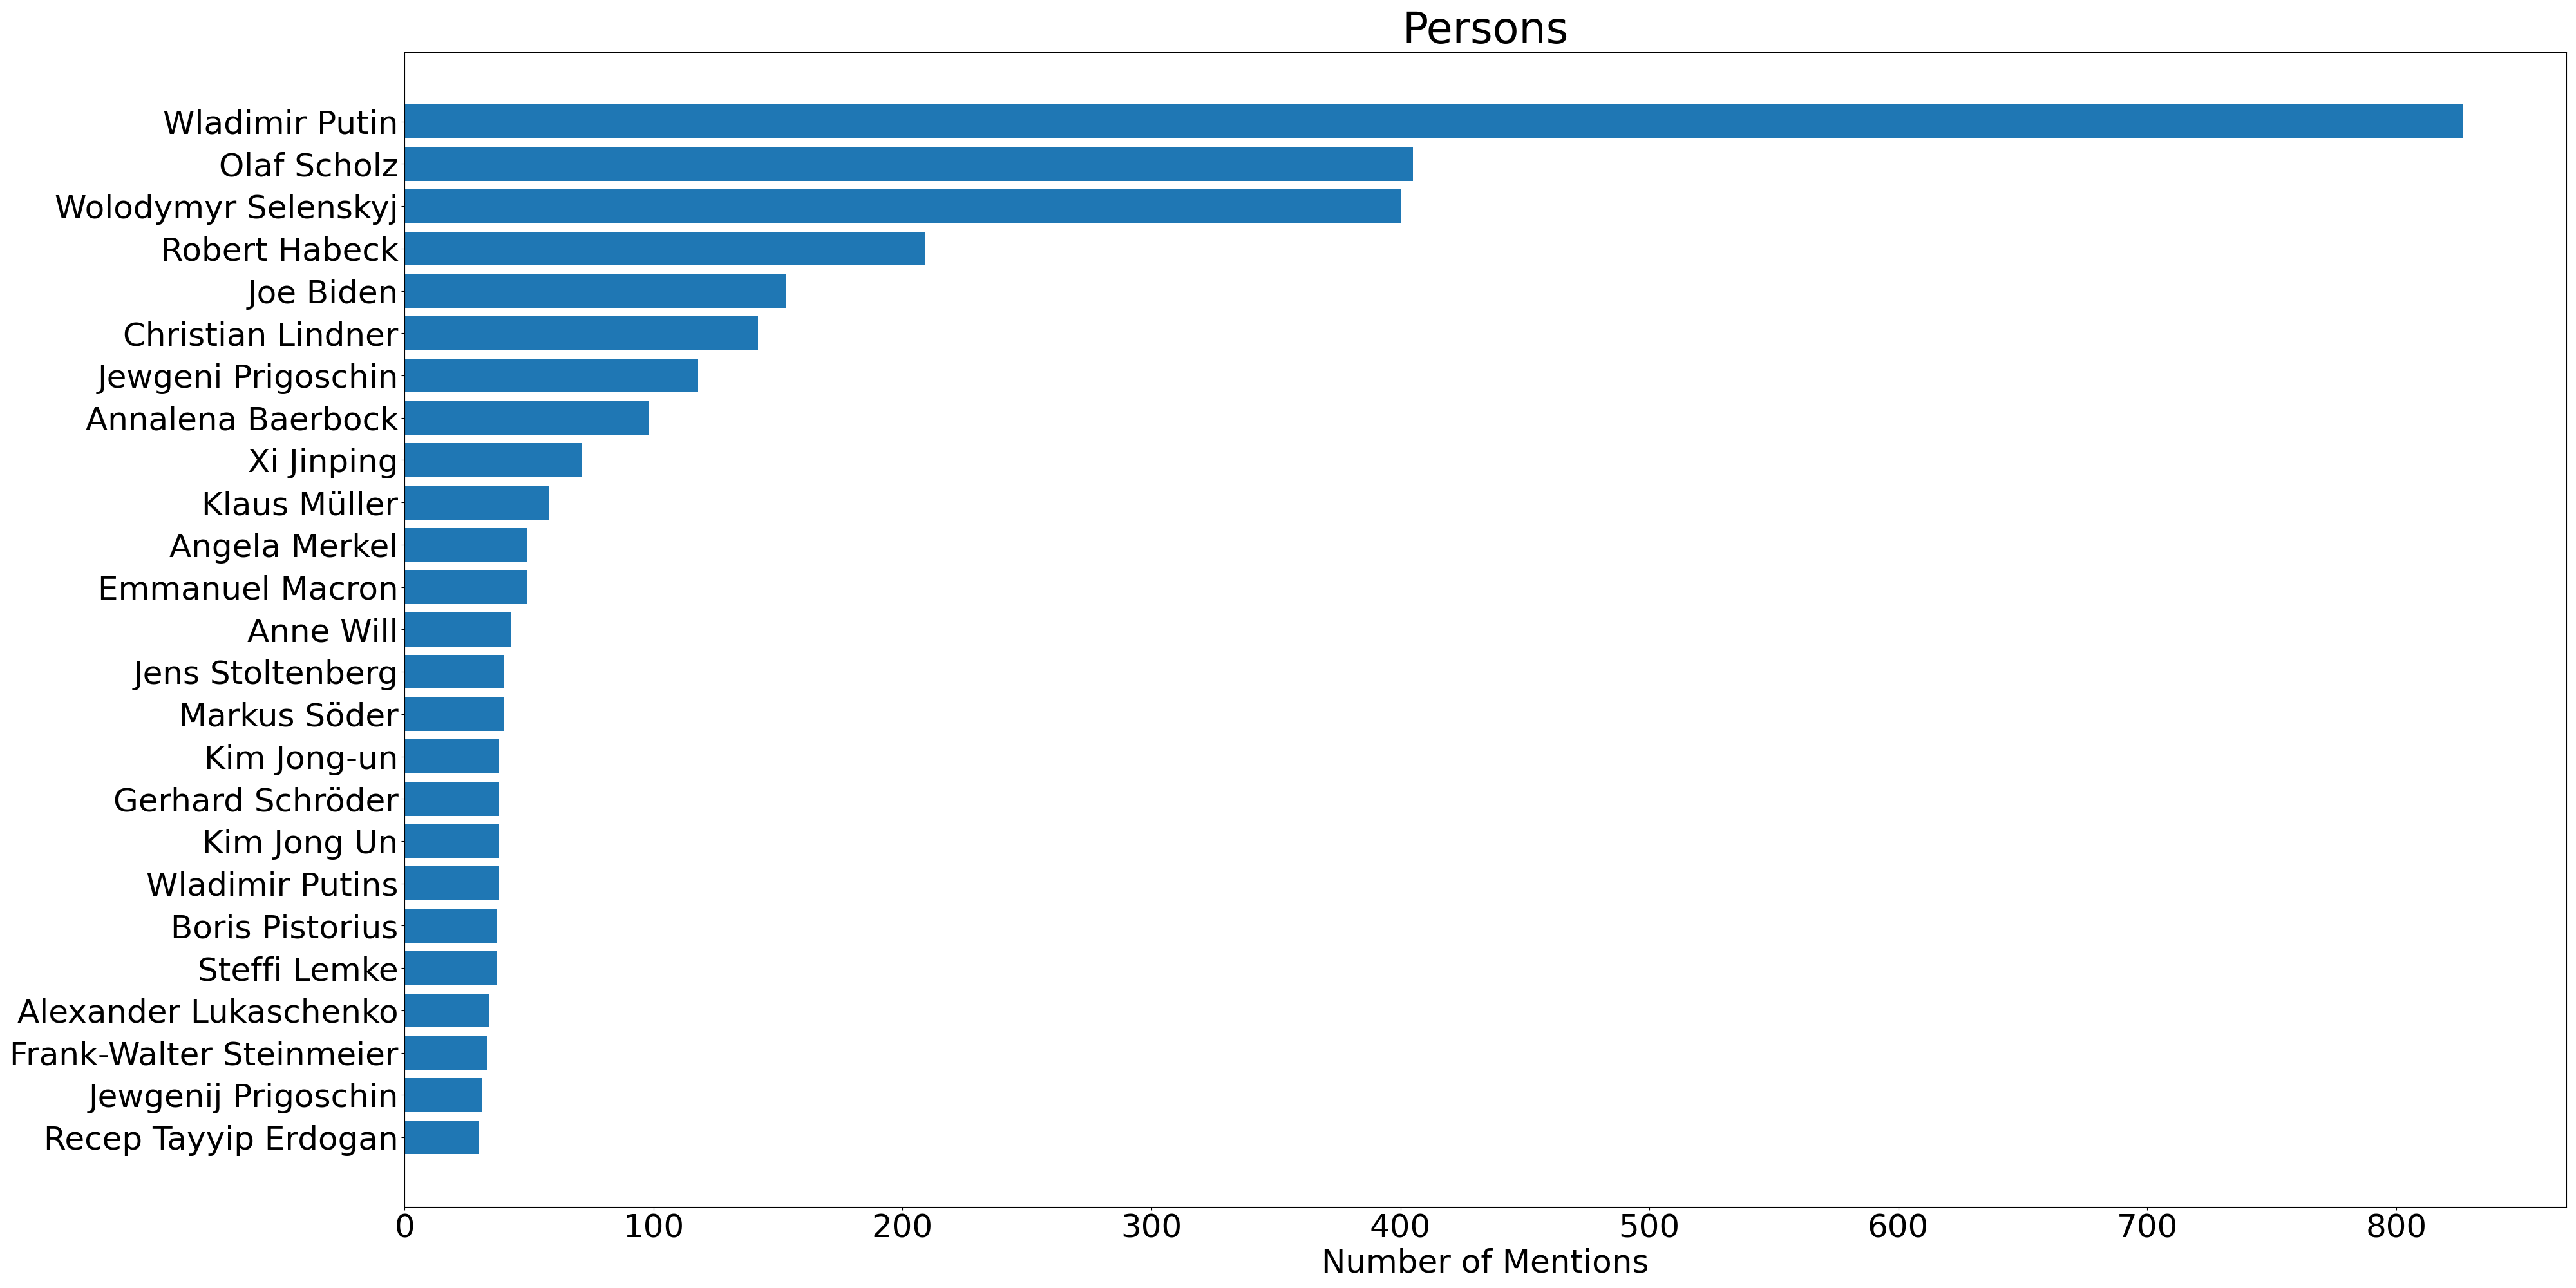 Persons
Wladimir Putin
Olaf Scholz
Wolodymyr Selenskyj
Robert Habeck
Joe Biden
Christian Lindner
Jewgeni Prigoschin
Annalena Baerbock
Xi Jinping
Klaus Müller
Angela Merkel
Emmanuel Macron
Anne Will
Jens Stoltenberg
Markus Söder
Kim Jong-un
Gerhard Schröder
Kim Jong Un
Wladimir Putins
Boris Pistorius
Steffi Lemke
Alexander Lukaschenko
Frank-Walter Steinmeier
Jewgenij Prigoschin
Recep Tayyip Erdogan
0 100 200 300 400 500 600 700 800
Number of Mentions